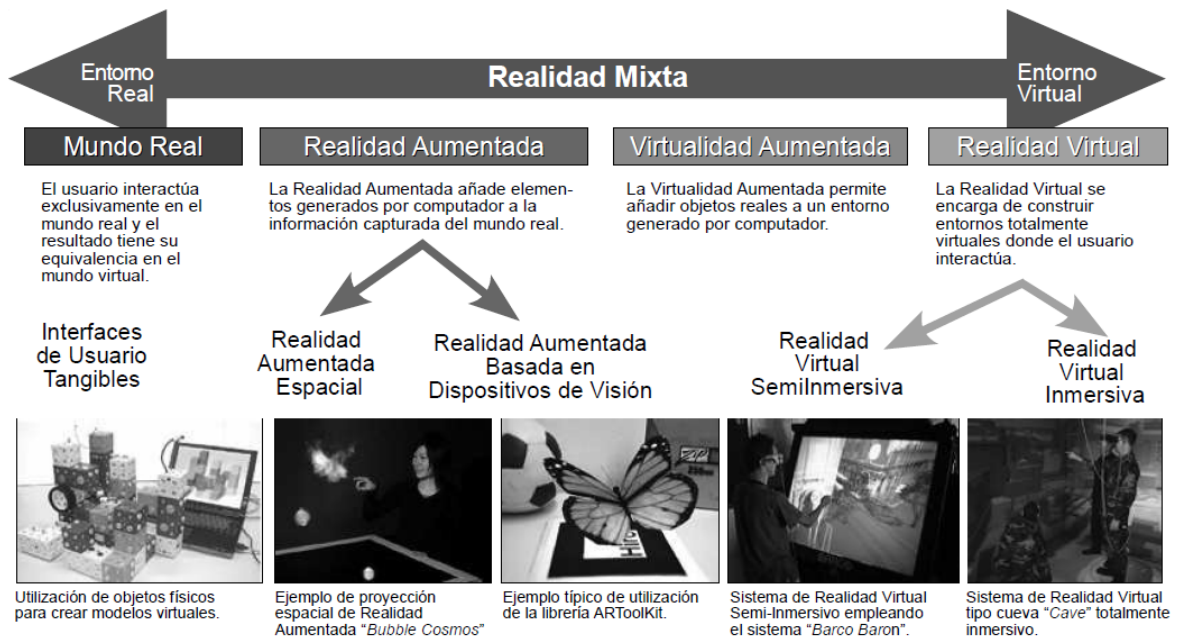 Entorno
Real
Realidad Mixta
Entorno
Virtual
Mundo Real
Realidad Aumentada
Virtualidad Aumentada
Realidad Virtual
El usuario interactúa
exclusivamente en el
mundo real y el
resultado tiene su
equivalencia en el
mundo virtual.
La Realidad Aumentada añade elemen-
tos generados por computador a la
información capturada del mundo real.
La Virtualidad Aumentada permite
añadir objetos reales a un entorno
generado por computador.
La Realidad Virtual se
encarga de construir
entornos totalmente
virtuales donde el usuario
interactúa.
Interfaces
de Usuario
Tangibles
Realidad
Aumentada
Espacial
Realidad Aumentada
Basada en
Dispositivos de Visión
Realidad
Virtual
SemiInmersiva
Realidad
Virtual
Inmersiva
Hiro
Utilización de objetos físicos
para crear modelos virtuales.
Ejemplo de proyección
espacial de Realidad
Aumentada “Bubble Cosmos”
Ejemplo típico de utilización
de la librería ARToolKit.
Sistema de Realidad Virtual
Semi-Inmersivo empleando
el sistema “Barco Baron”.
Sistema de Realidad Virtual
tipo cueva “Cave” totalmente
inmersivo.